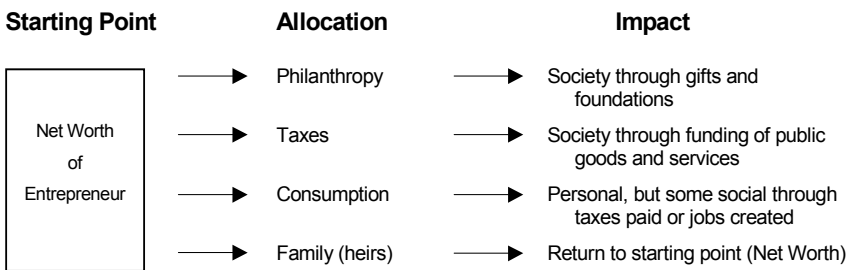 Starting Point Allocation Impact
Philanthropy Society through gifts and
foundations
Net Worth Taxes Society through funding of public
of goods and services
Entrepreneur Consumption Personal, but some social through
taxes paid or jobs created
Family (heirs) Return to starting point (Net Worth)